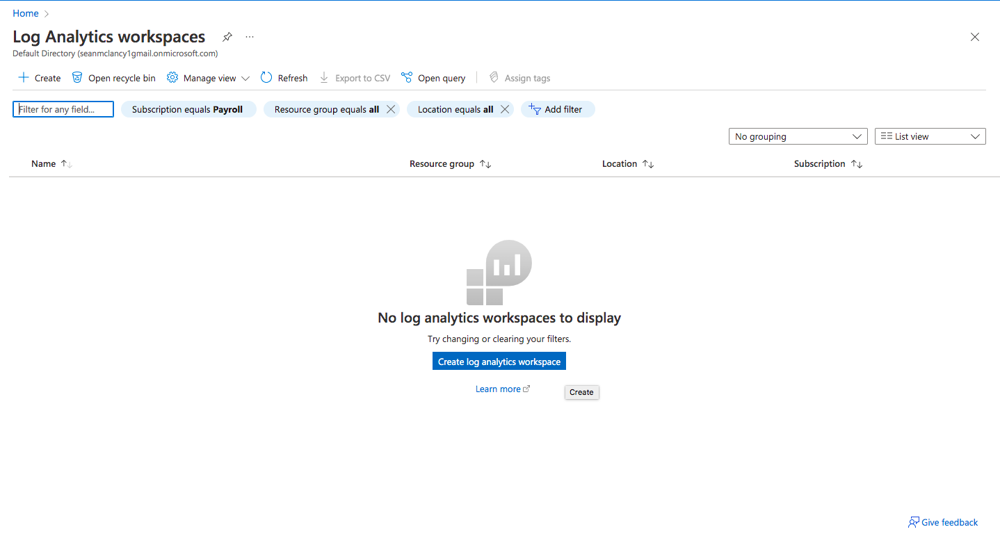 Home
Log Analytics workspaces
Default Directory (seanmclancy1gmail.onmicrosoft.com)
Create Open recycle bin Manage view Refresh Export to CSV Open query Assign tags
Filter for any field... Subscription equals Payroll Resource group equals all Location equals all Add filter
No grouping List view
Name Resource group Location Subscription
No log analytics workspaces to display
Try changing or clearing your filters.
Create log analytics workspace
Learn more
Create
Give feedback